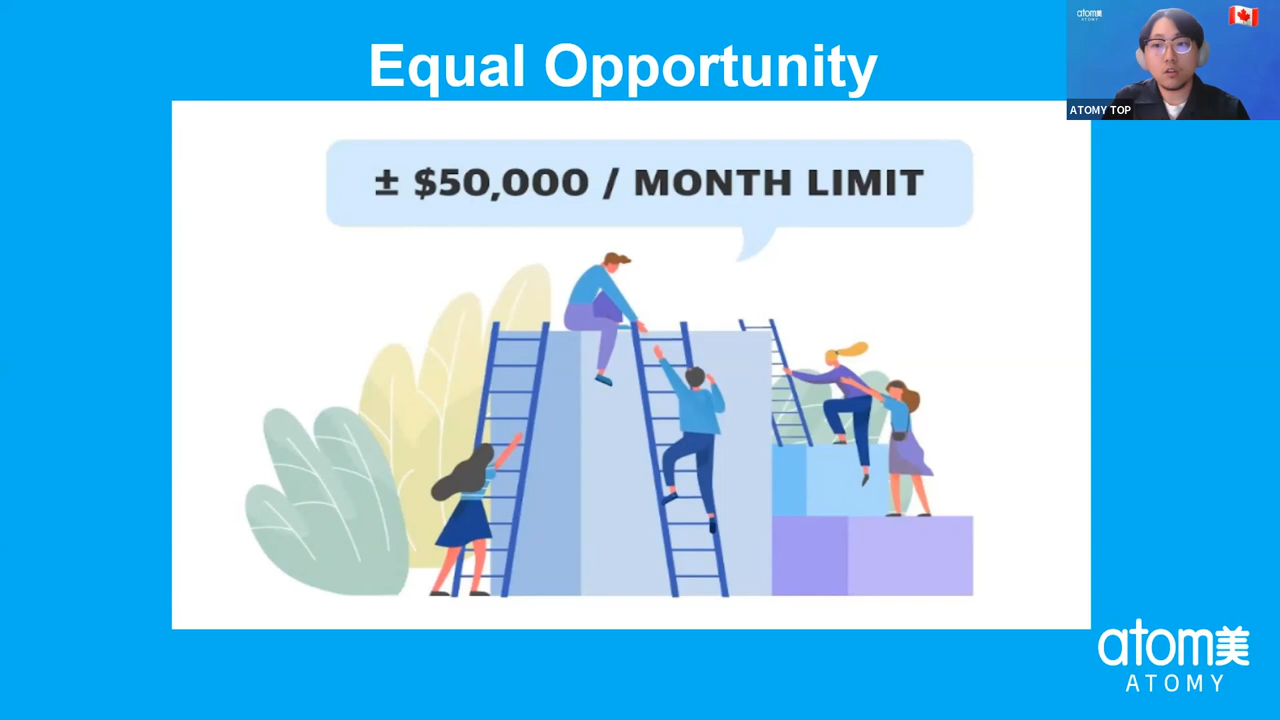 Equal Opportunity
± $50,000 / MONTH LIMIT
atom美
ATOMY
ATOMY TOP
atom美
ATOMY